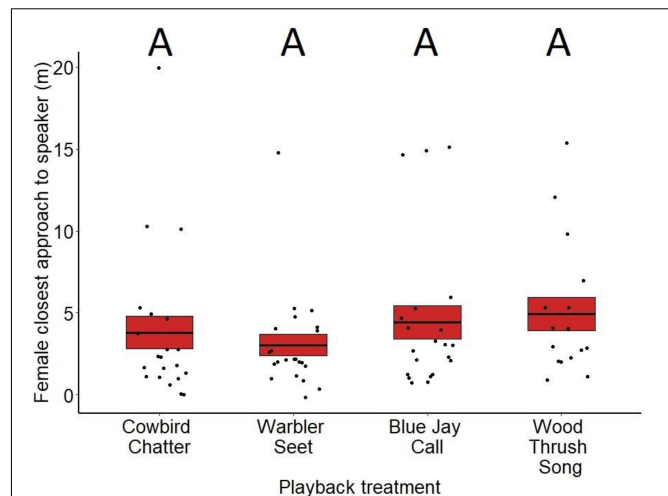 A A A A
Female closest approach to speaker (m)
20
15
10
5
0
Cowbird Chatter
Warbler Seet
Blue Jay Call
Wood Thrush Song
Playback treatment